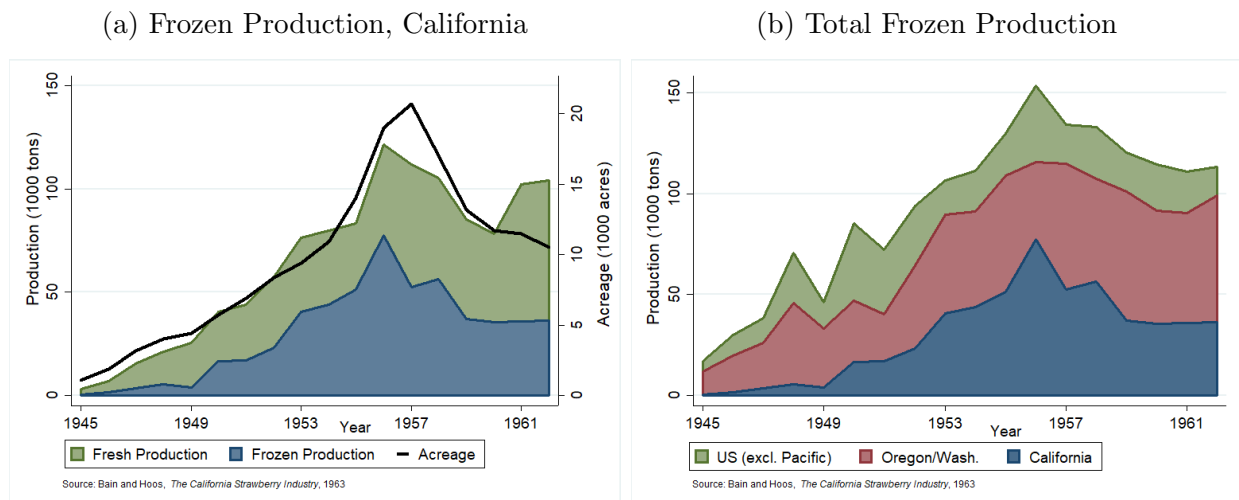 (a) Frozen Production, California
Production (1000 tons)
0 50 100 150
Acreage (1000 acres)
0 5 10 15 20
1945 1949 1953 1957 1961
Year
Fresh Production Frozen Production Acreage
Source: Bain and Hoos, The California Strawberry Industry, 1963
(b) Total Frozen Production
Production (1000 tons)
0 50 100 150
1945 1949 1953 1957 1961
Year
US (excl. Pacific) Oregon/Wash. California
Source: Bain and Hoos, The California Strawberry Industry, 1963